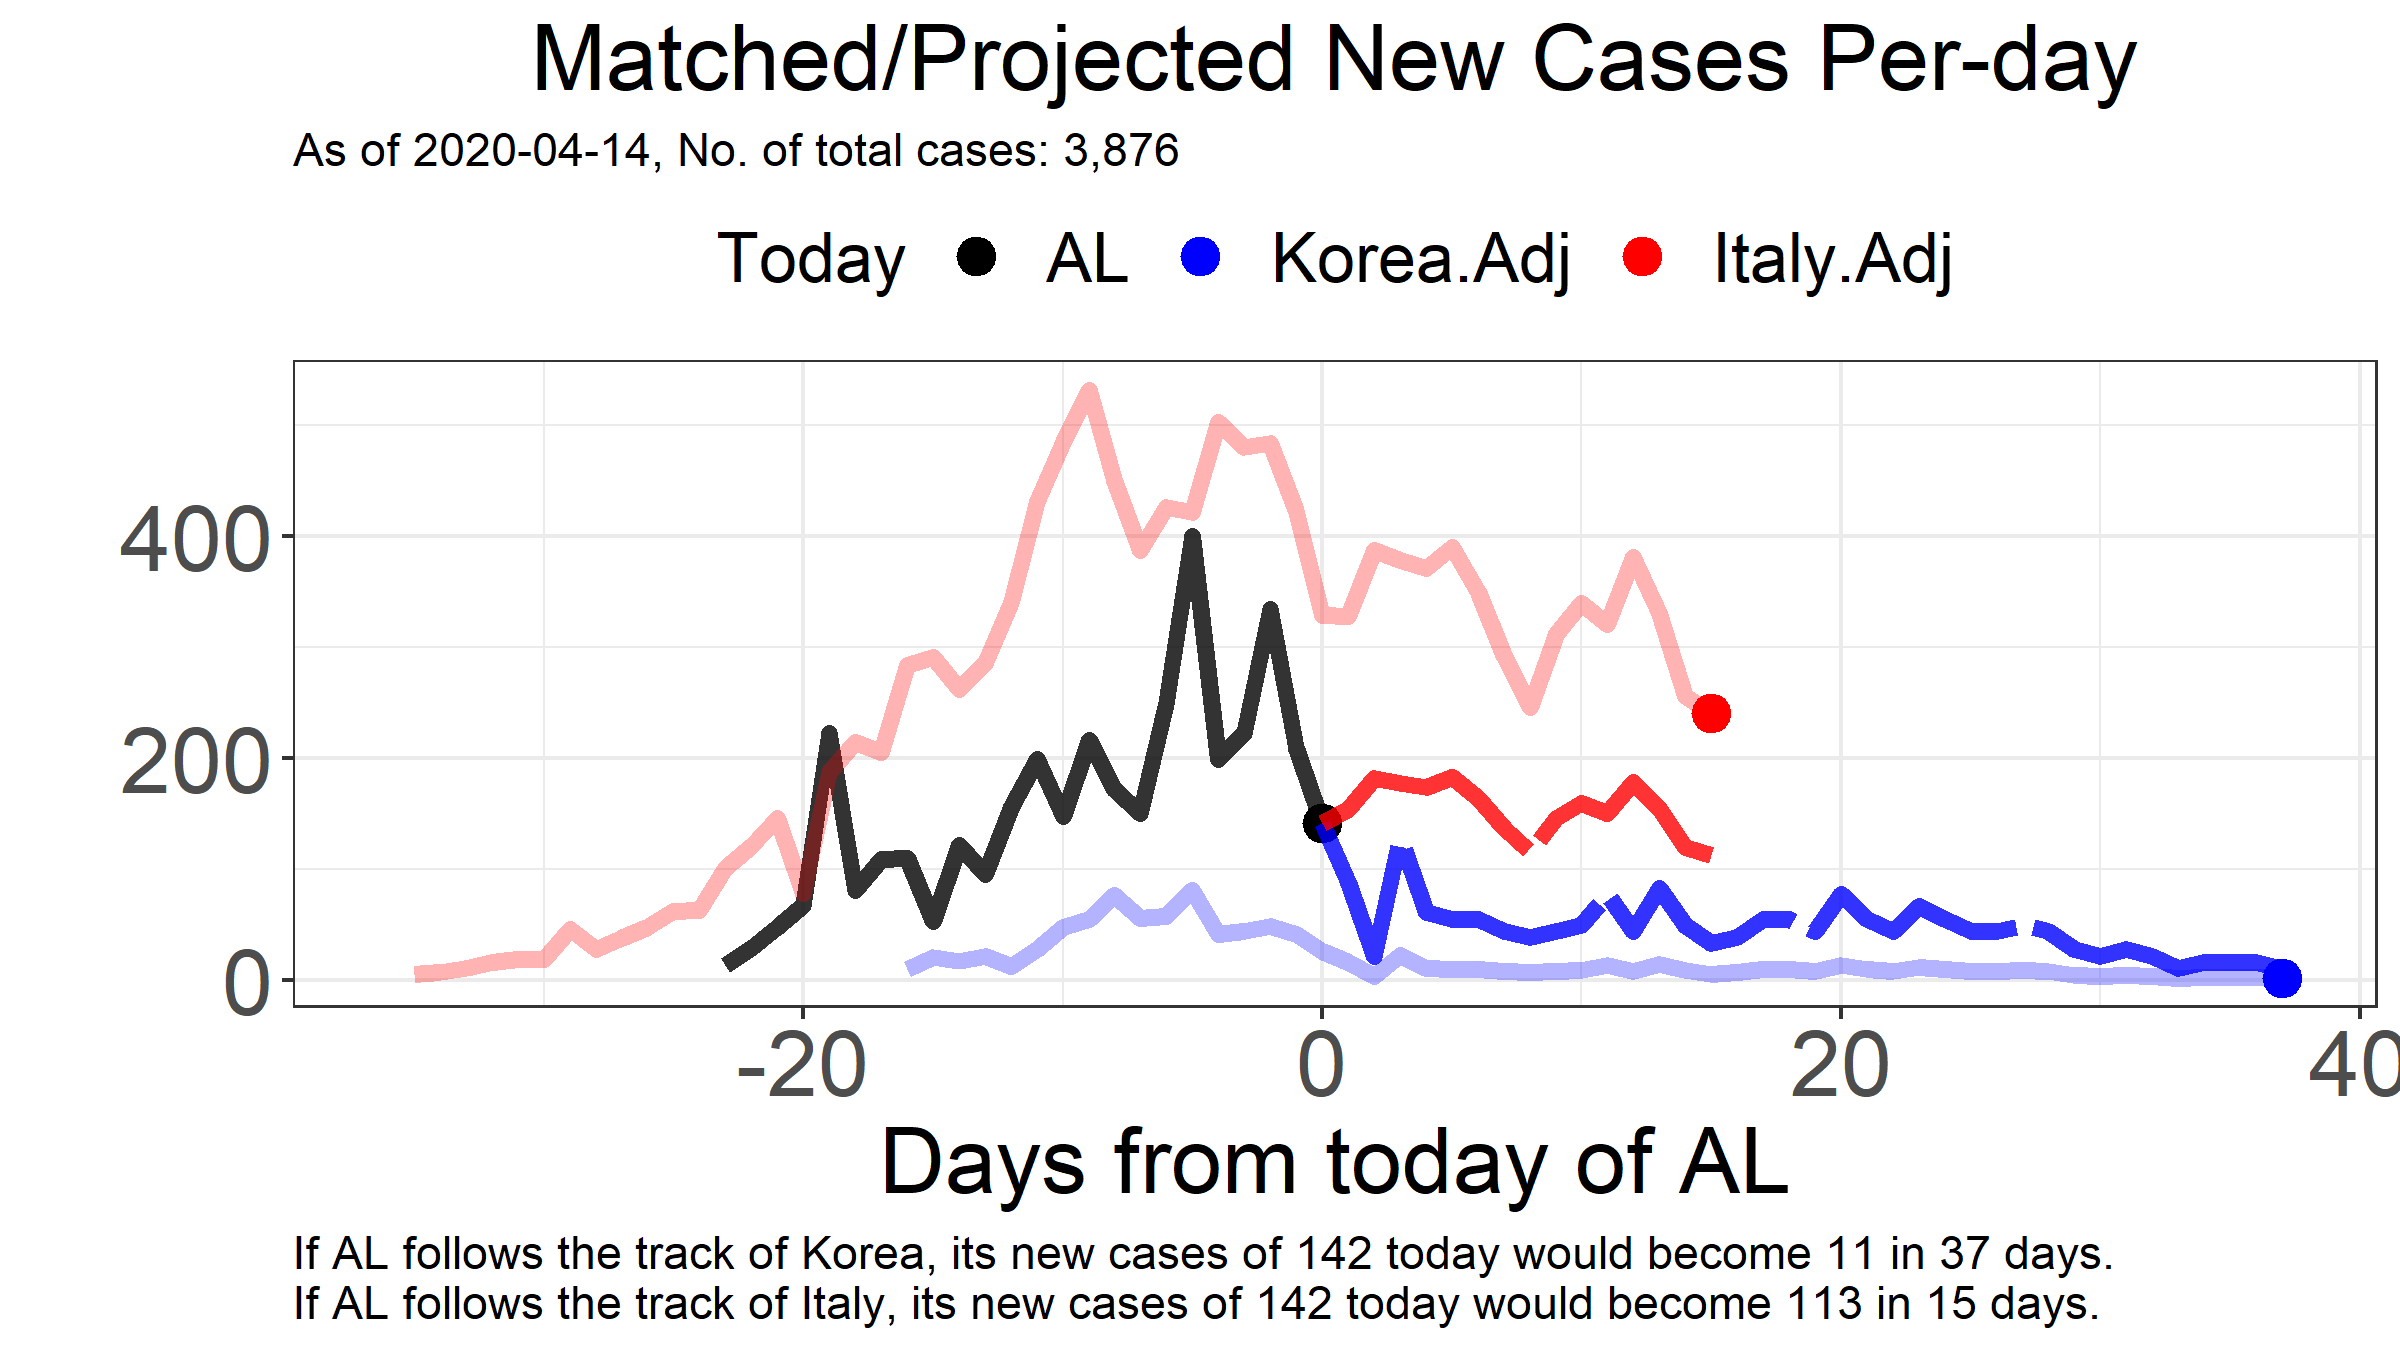 Matched/Projected New Cases Per-day
As of 2020-04-14, No. of total cases: 3,876
Today AL Korea.Adj Italy.Adj
400
200
0
-20 0 20 40
Days from today of AL
If AL follows the track of Korea, its new cases of 142 today would become 11 in 37 days.
If AL follows the track of Italy, its new cases of 142 today would become 113 in 15 days.